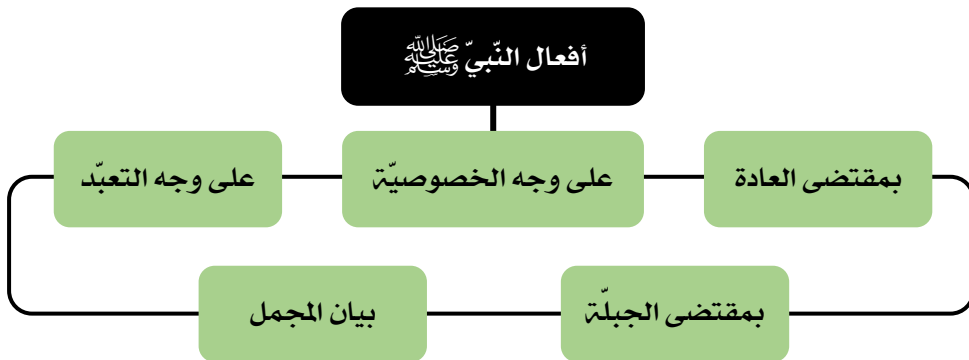 أفعال النّبيّ ﷺ
بمقتضى العادة
على وجه الخصوصيّة
على وجه التعبّد
بمقتضى الجبلّة
بيان المجمل